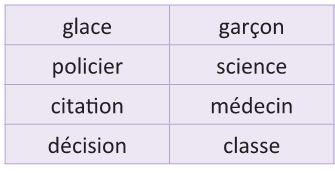 glace garçon
policier science
citation médecin
décision classe